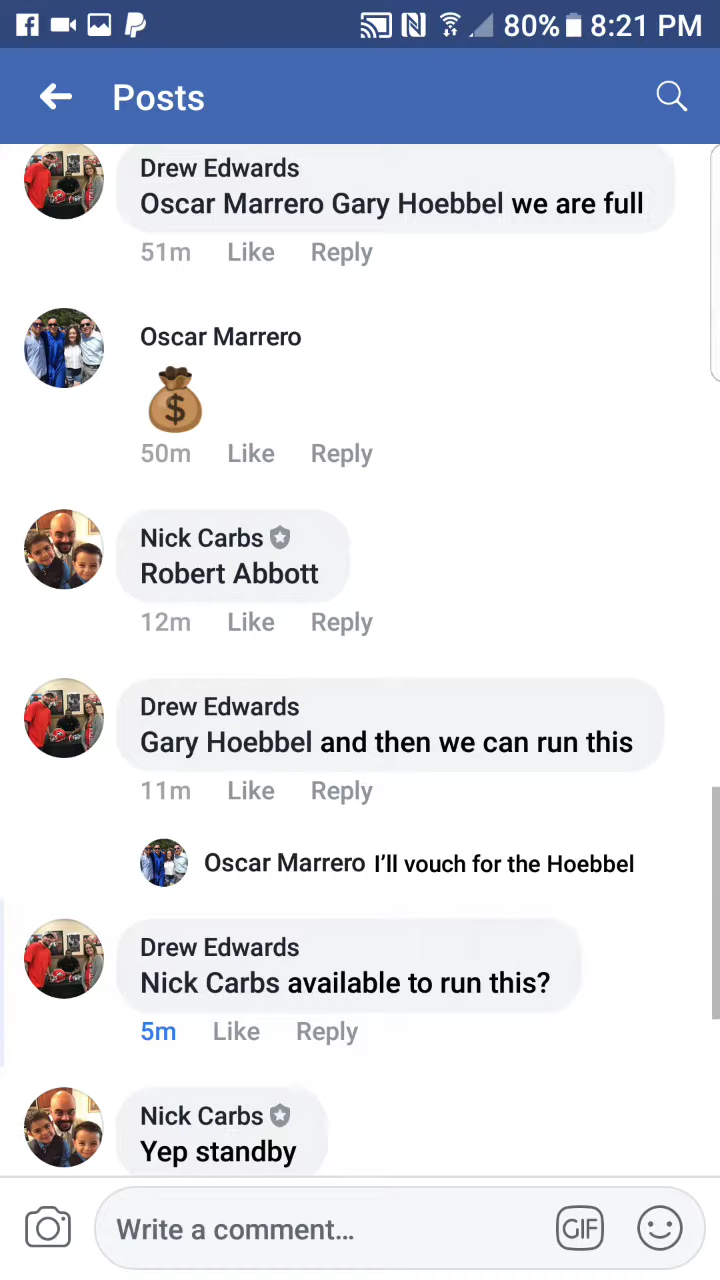 80% 8:21 PM
Posts
Drew Edwards
Oscar Marrero Gary Hoebbel we are full
51m Like Reply
Oscar Marrero
$
50m Like Reply
Nick Carbs
Robert Abbott
12m Like Reply
Drew Edwards
Gary Hoebbel and then we can run this
11m Like Reply
Oscar Marrero I’ll vouch for the Hoebbel
Drew Edwards
Nick Carbs available to run this?
5m Like Reply
Nick Carbs
Yep standby
Write a comment... GIF